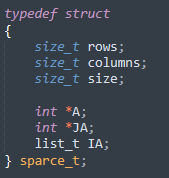 typedef struct
{
    size_t rows;
    size_t columns;
    size_t size;

    int *A;
    int *JA;
    list_t IA;
} sparce_t;